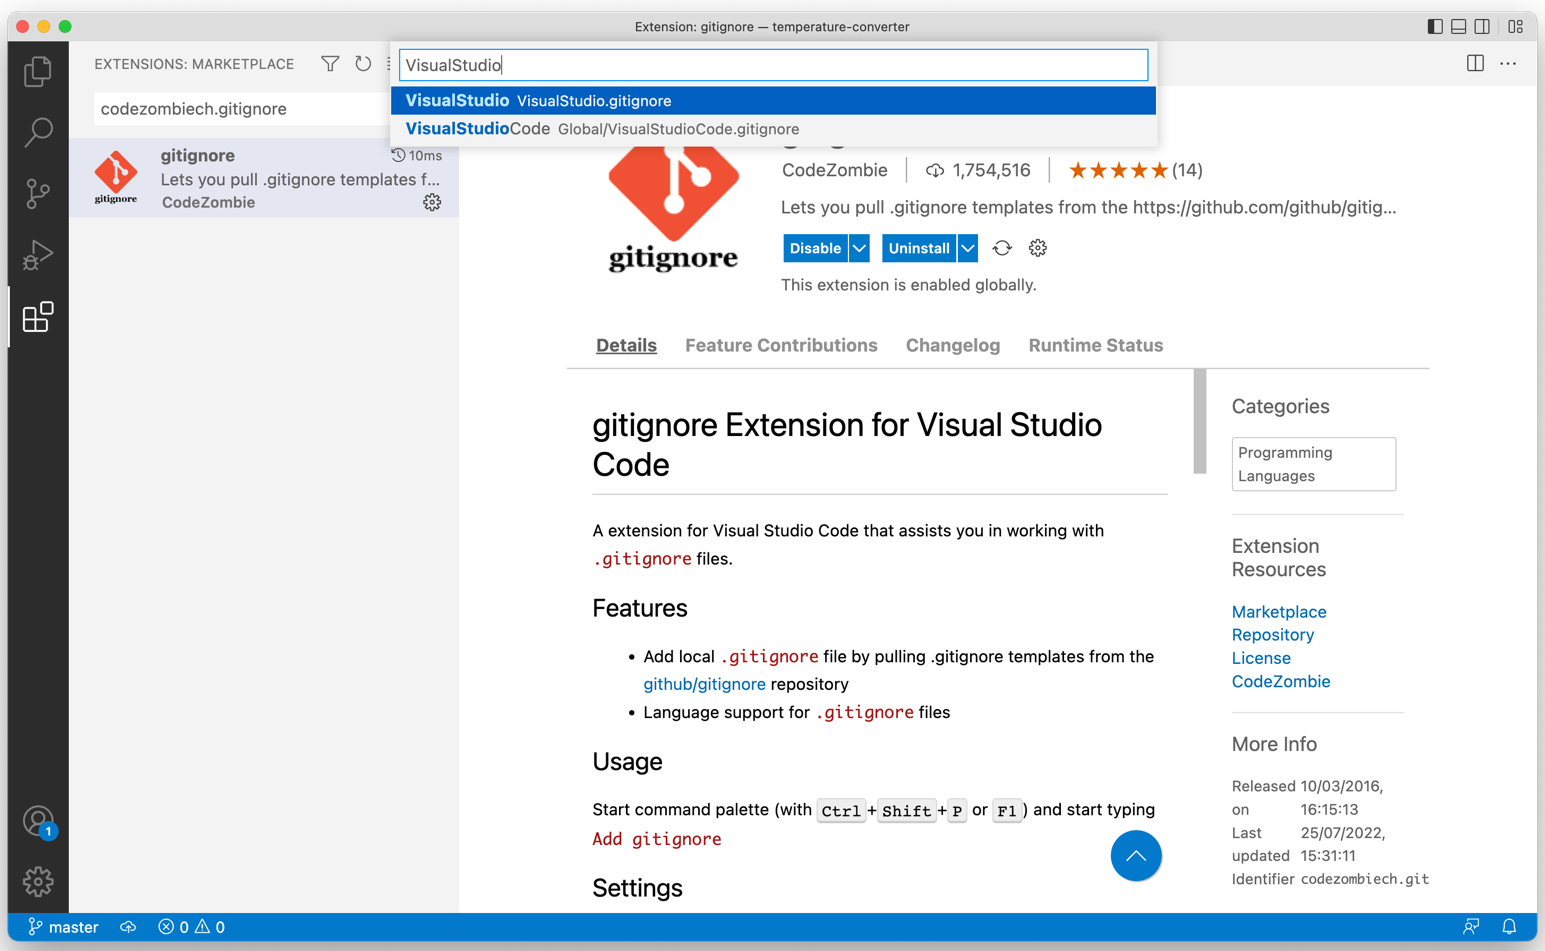 Extension: gitignore — temperature-converter
EXTENSIONS: MARKETPLACE
VisualStudio
codezombiech.gitignore
VisualStudio VisualStudio.gitignore
VisualStudioCode Global/VisualStudioCode.gitignore
gitignore 10ms
Lets you pull .gitignore templates f...
CodeZombie
gitignore
CodeZombie 1,754,516 (14)
Lets you pull .gitignore templates from the https://github.com/github/gitig...
gitignore
Disable Uninstall
This extension is enabled globally.
Details Feature Contributions Changelog Runtime Status
gitignore Extension for Visual Studio
Code
A extension for Visual Studio Code that assists you in working with
.gitignore files.
Features
• Add local .gitignore file by pulling .gitignore templates from the
github/gitignore repository
• Language support for .gitignore files
Usage
Start command palette (with Ctrl+Shift+P or F1) and start typing
Add gitignore
Settings
Categories
Programming
Languages
Extension
Resources
Marketplace
Repository
License
CodeZombie
More Info
Released 10/03/2016,
on 16:15:13
Last 25/07/2022,
updated 15:31:11
Identifier codezombiech.git
1
master 0 0